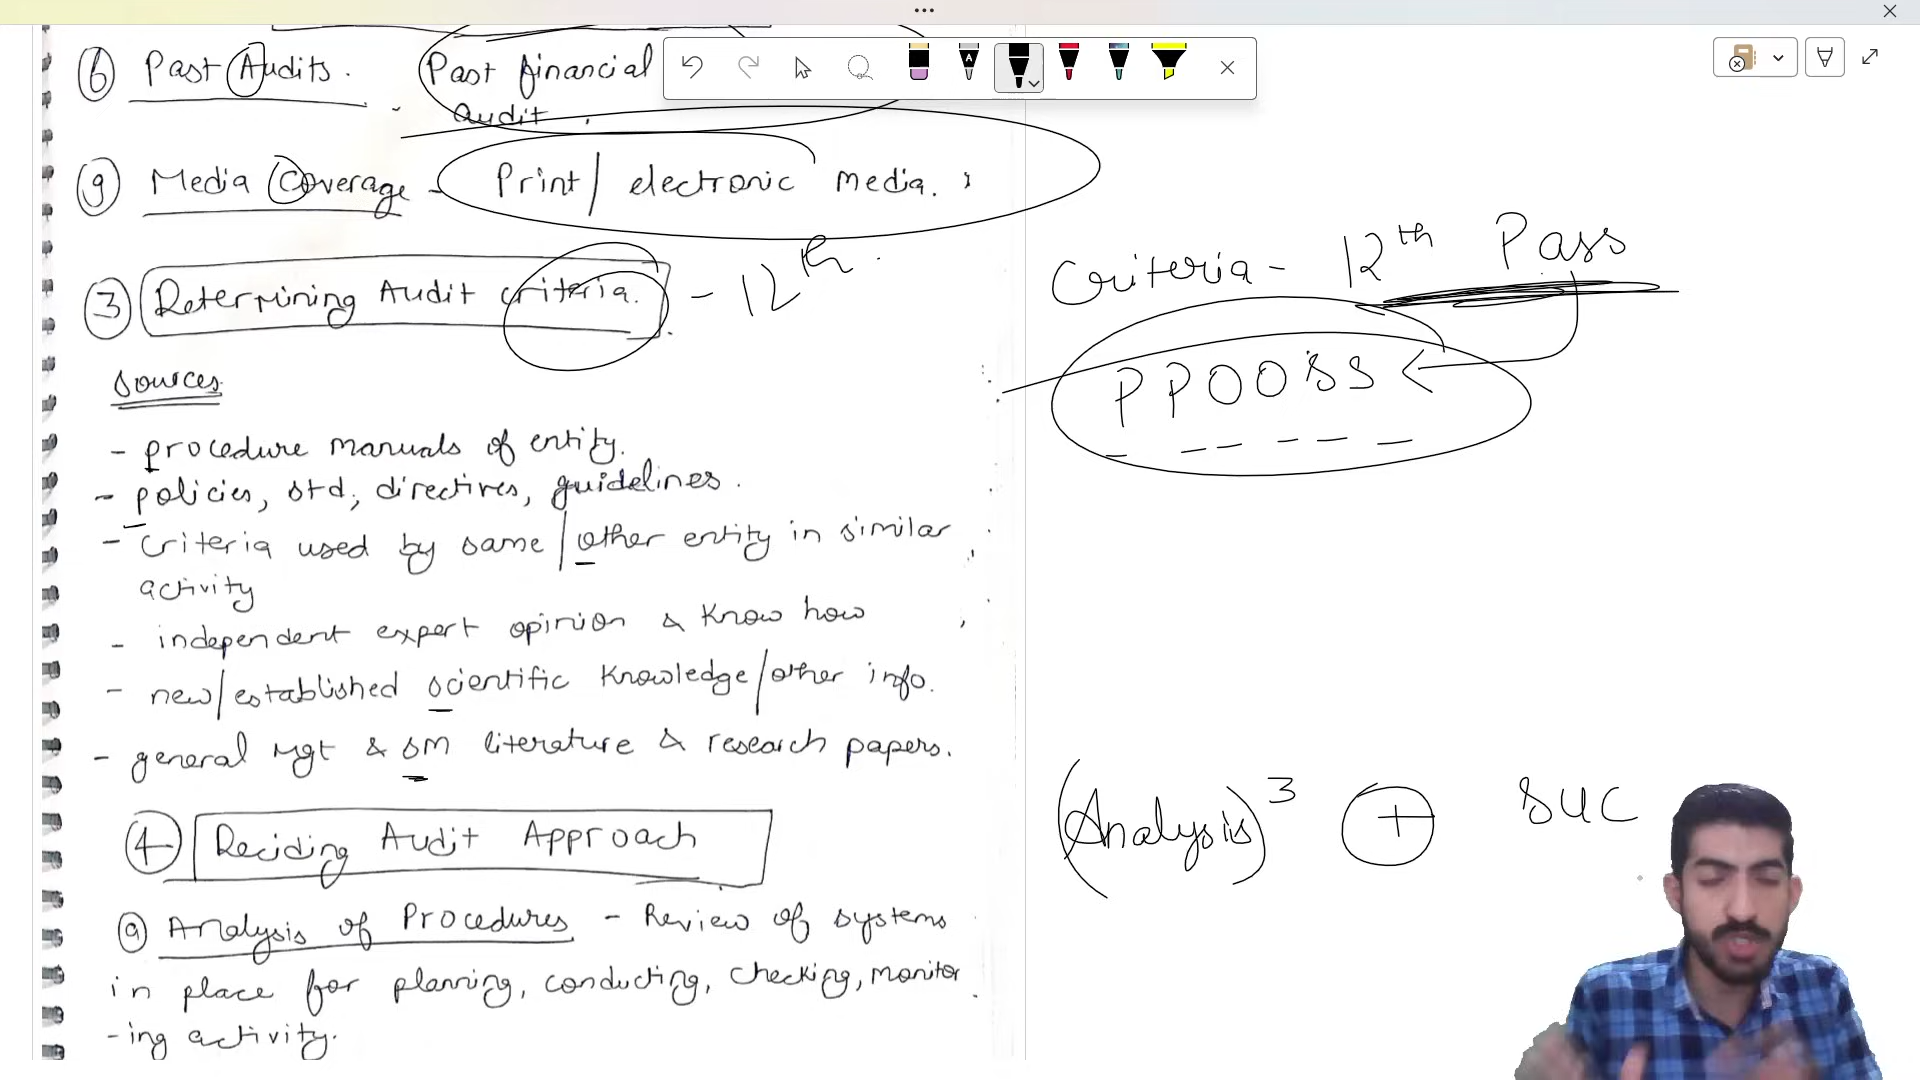 ⑥ Past Audits. - Past financial
audit.
⑨ Media Coverage - Print/ electronic media.
③ Determining Audit criteria. - 12th.
Sources
- procedure manuals of entity.
- policies, std, directives, guidelines.
- criteria used by same/other entity in similar
activity
- independent expert opinion & know how
- new/established scientific knowledge/other info.
- general mgt & SM literature & research papers.
④ Deciding Audit Approach
ⓐ Analysis of Procedures - Review of systems
in place for planning, conducting, checking, monitor
-ing activity.
Criteria - 12th Pass
PPOOSS
(Analysis)³ + SUC